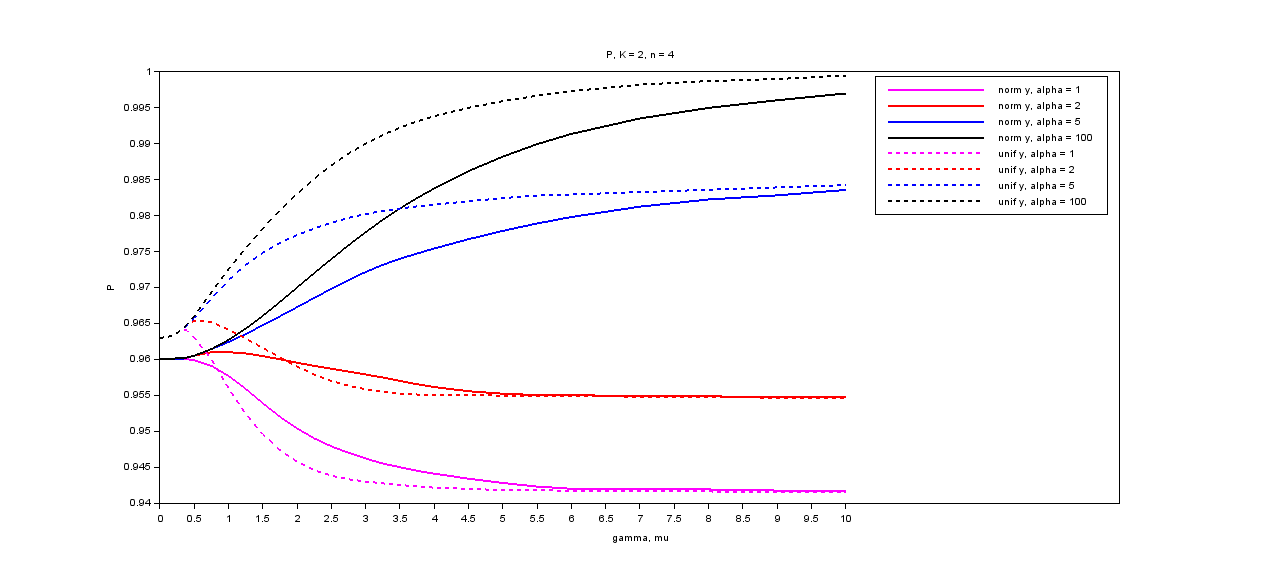 P, K = 2, n = 4
1
0.995
0.99
0.985
0.98
0.975
0.97
0.965
0.96
0.955
0.95
0.945
0.94
P
0 0.5 1 1.5 2 2.5 3 3.5 4 4.5 5 5.5 6 6.5 7 7.5 8 8.5 9 9.5 10
gamma, mu
norm y, alpha = 1
norm y, alpha = 2
norm y, alpha = 5
norm y, alpha = 100
unif y, alpha = 1
unif y, alpha = 2
unif y, alpha = 5
unif y, alpha = 100